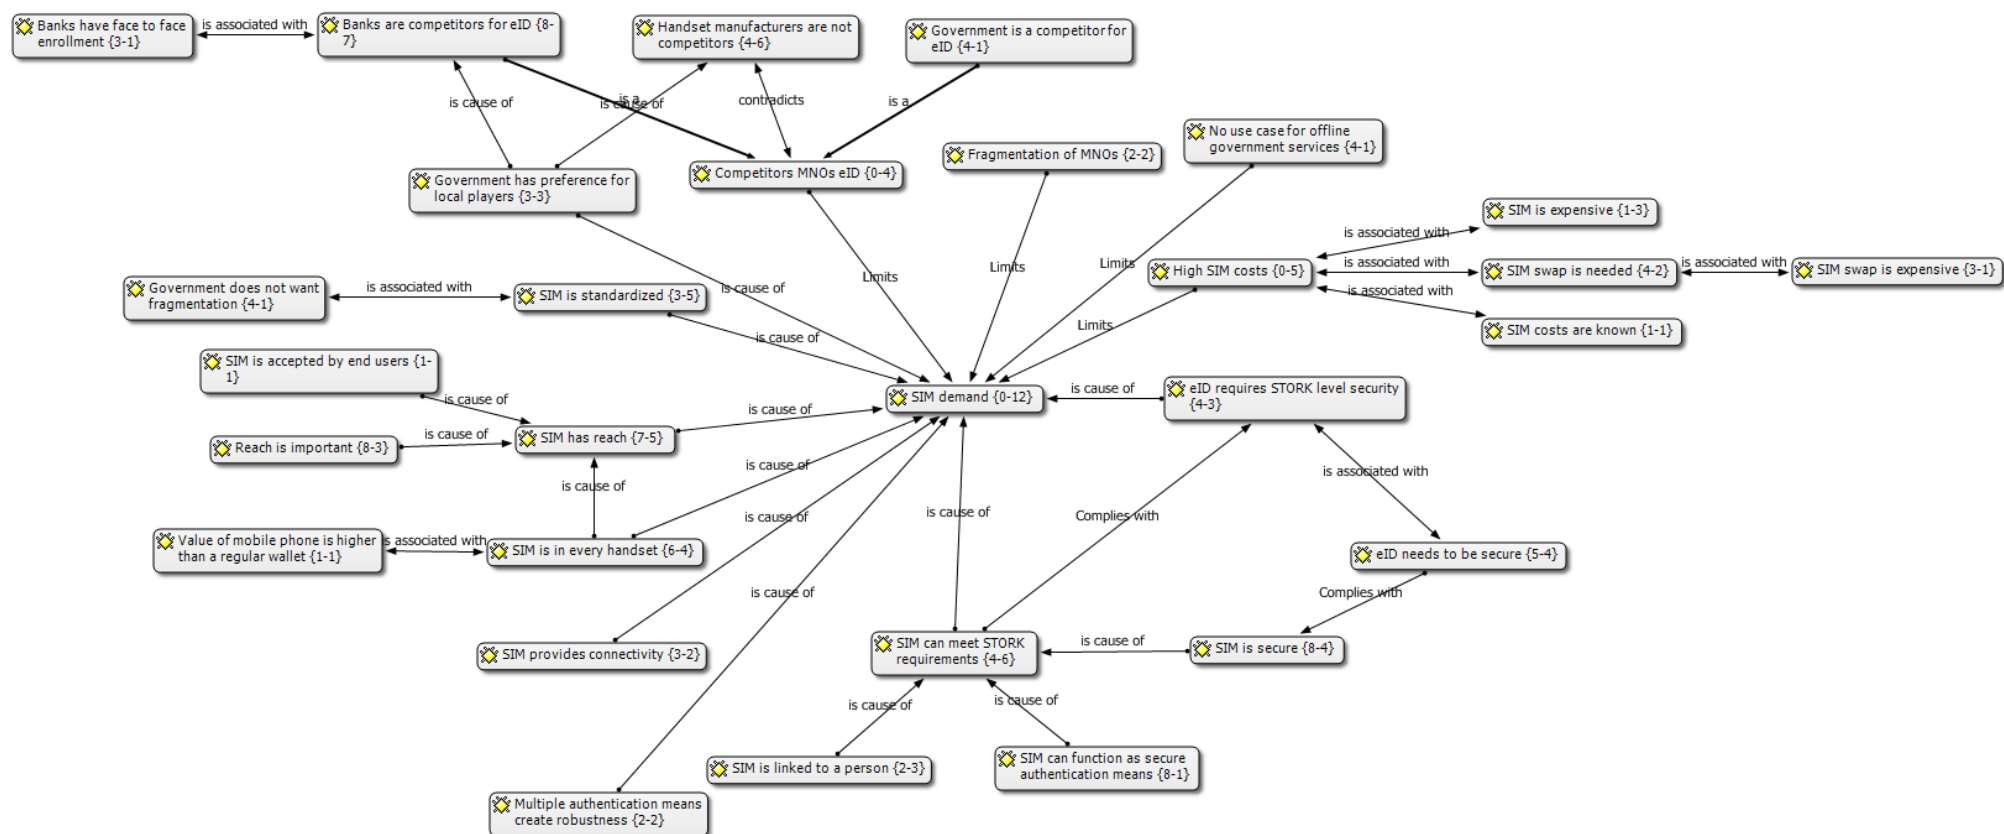 Banks have face to face
enrollment {3-1}
is associated with
Banks are competitors for eID {8-
7}
Handset manufacturers are not
competitors {4-6}
Government is a competitor for
eID {4-1}
is cause of
is a
is cause of
contradicts
is a
No use case for offline
government services {4-1}
Fragmentation of MNOs {2-2}
Competitors MNOs eID {0-4}
Government has preference for
local players {3-3}
SIM is expensive {1-3}
is associated with
Limits
Limits
Limits
High SIM costs {0-5}
is associated with
SIM swap is needed {4-2}
is associated with
SIM swap is expensive {3-1}
Government does not want
fragmentation {4-1}
is associated with
SIM is standardized {3-5}
is cause of
is associated with
Limits
SIM costs are known {1-1}
is cause of
SIM is accepted by end users {1-
1}
is cause of
SIM demand {0-12}
is cause of
eID requires STORK level security
{4-3}
is cause of
Reach is important {8-3}
is cause of
SIM has reach {7-5}
is cause of
is associated with
is cause of
is cause of
is cause of
Complies with
Value of mobile phone is higher
than a regular wallet {1-1}
is associated with
SIM is in every handset {6-4}
eID needs to be secure {5-4}
is cause of
Complies with
SIM provides connectivity {3-2}
SIM can meet STORK
requirements {4-6}
is cause of
SIM is secure {8-4}
is cause of
is cause of
SIM is linked to a person {2-3}
SIM can function as secure
authentication means {8-1}
Multiple authentication means
create robustness {2-2}